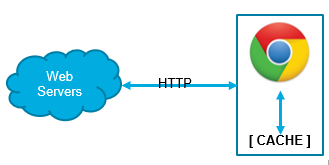 Web
Servers
HTTP
[ CACHE ]